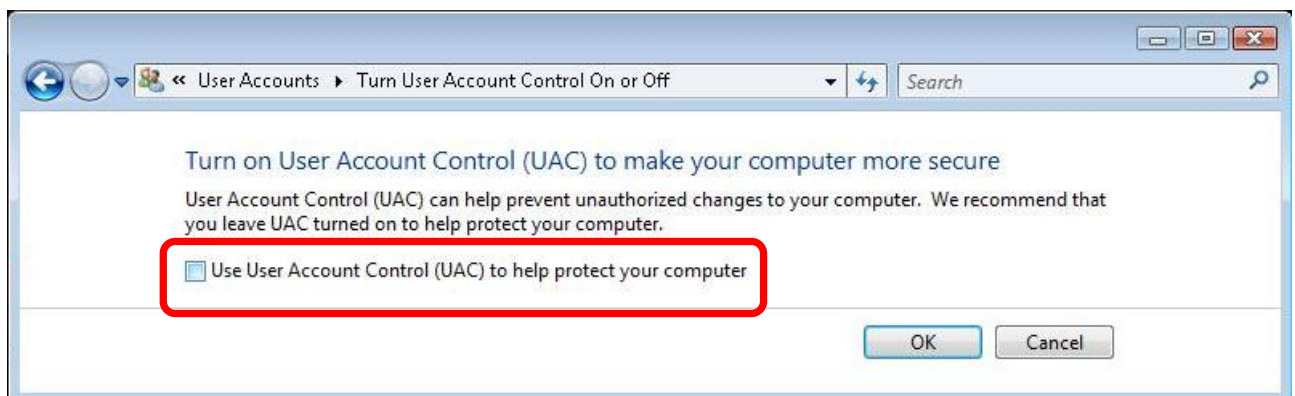 « User Accounts ▸ Turn User Account Control On or Off
Search
Turn on User Account Control (UAC) to make your computer more secure
User Account Control (UAC) can help prevent unauthorized changes to your computer. We recommend that
you leave UAC turned on to help protect your computer.
Use User Account Control (UAC) to help protect your computer
OK
Cancel